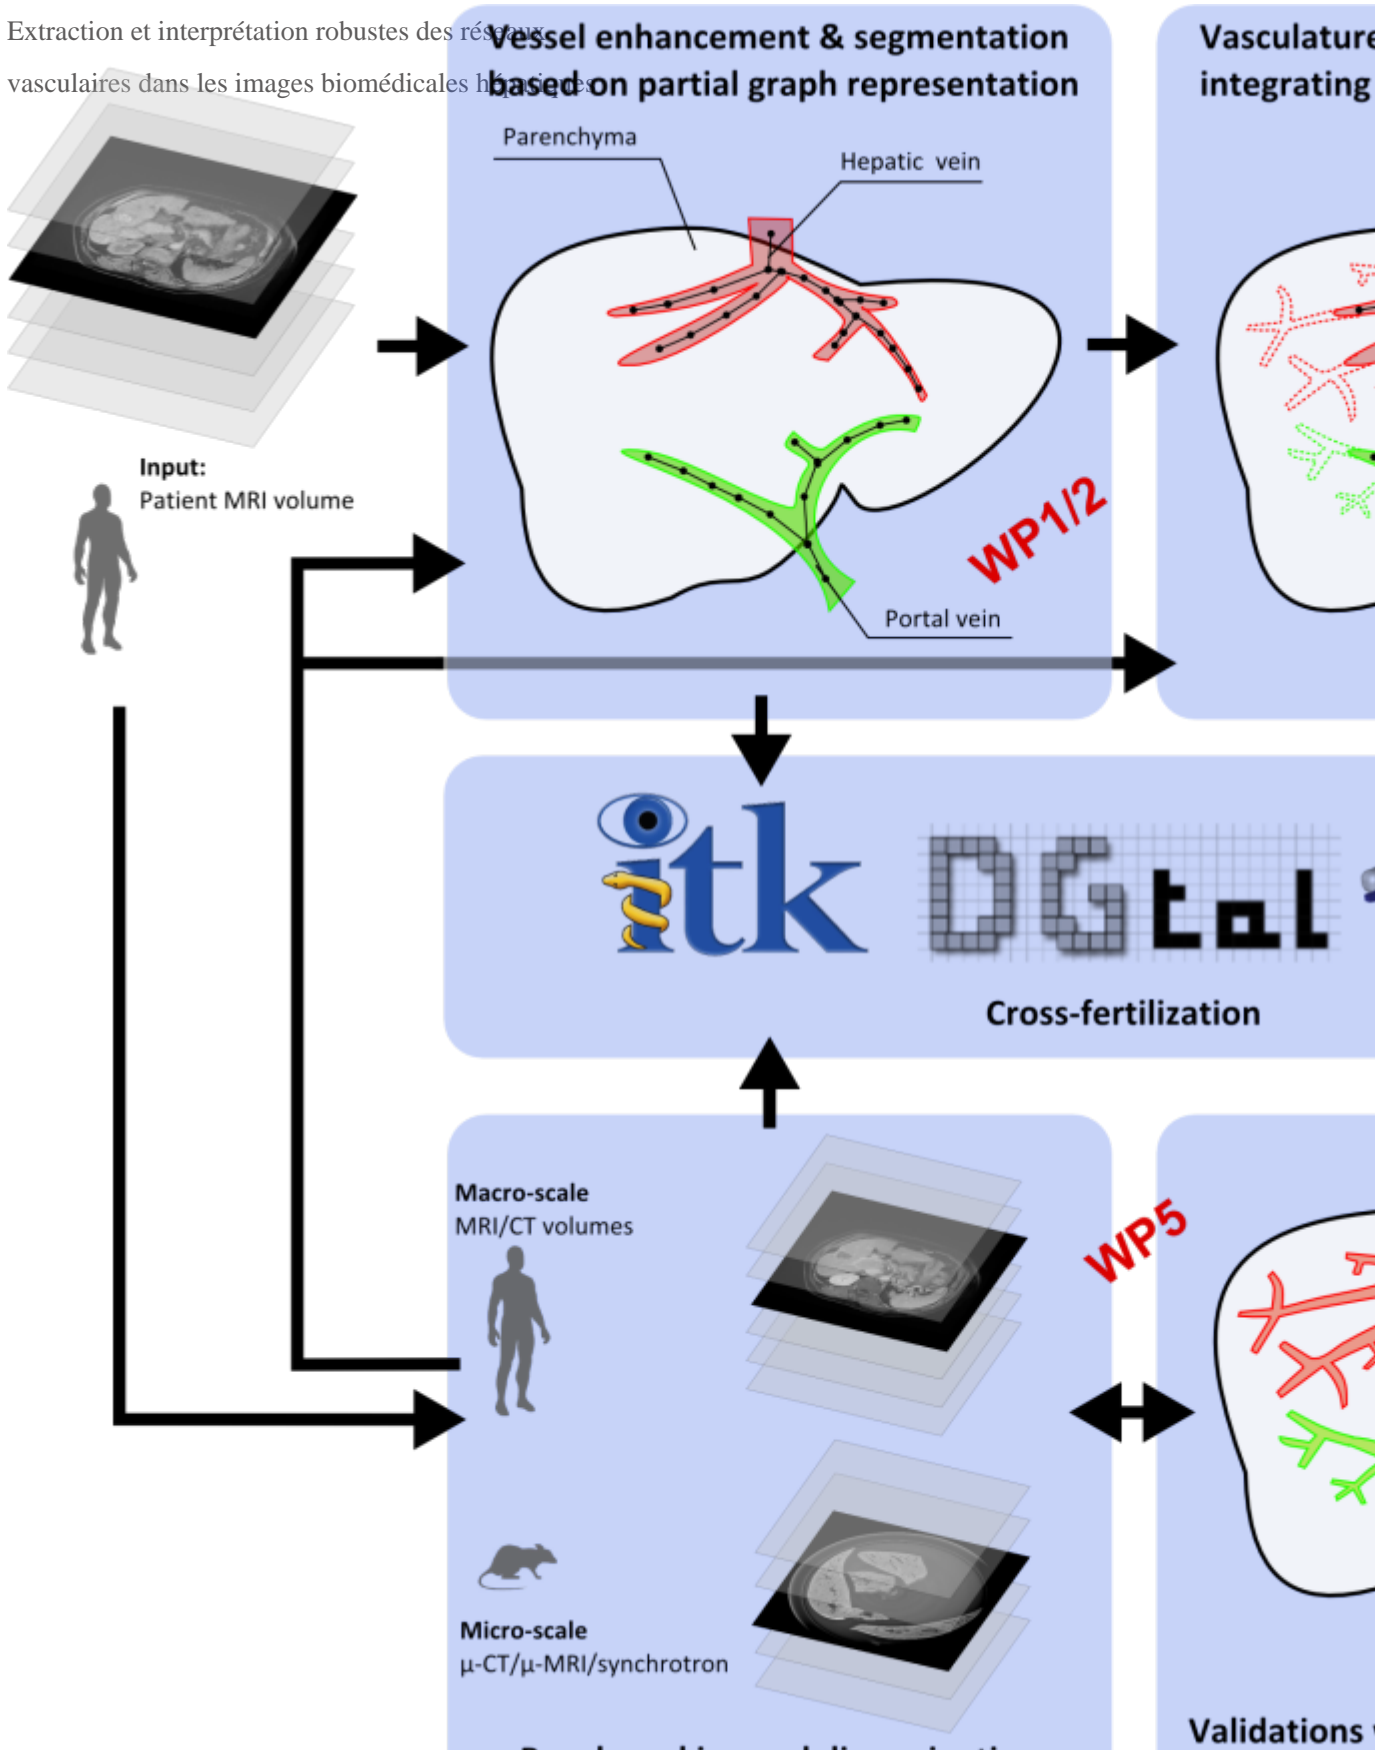 Extraction et interprétation robustes des réseaux
vasculaires dans les images biomédicales hépatiques
Vessel enhancement & segmentation
based on partial graph representation
Vasculature
integrating
Parenchyma
Hepatic vein
Input:
Patient MRI volume
WP1/2
Portal vein
itk
DGtal
Cross-fertilization
Macro-scale
MRI/CT volumes
WP5
Micro-scale
μ-CT/μ-MRI/synchrotron
Validations